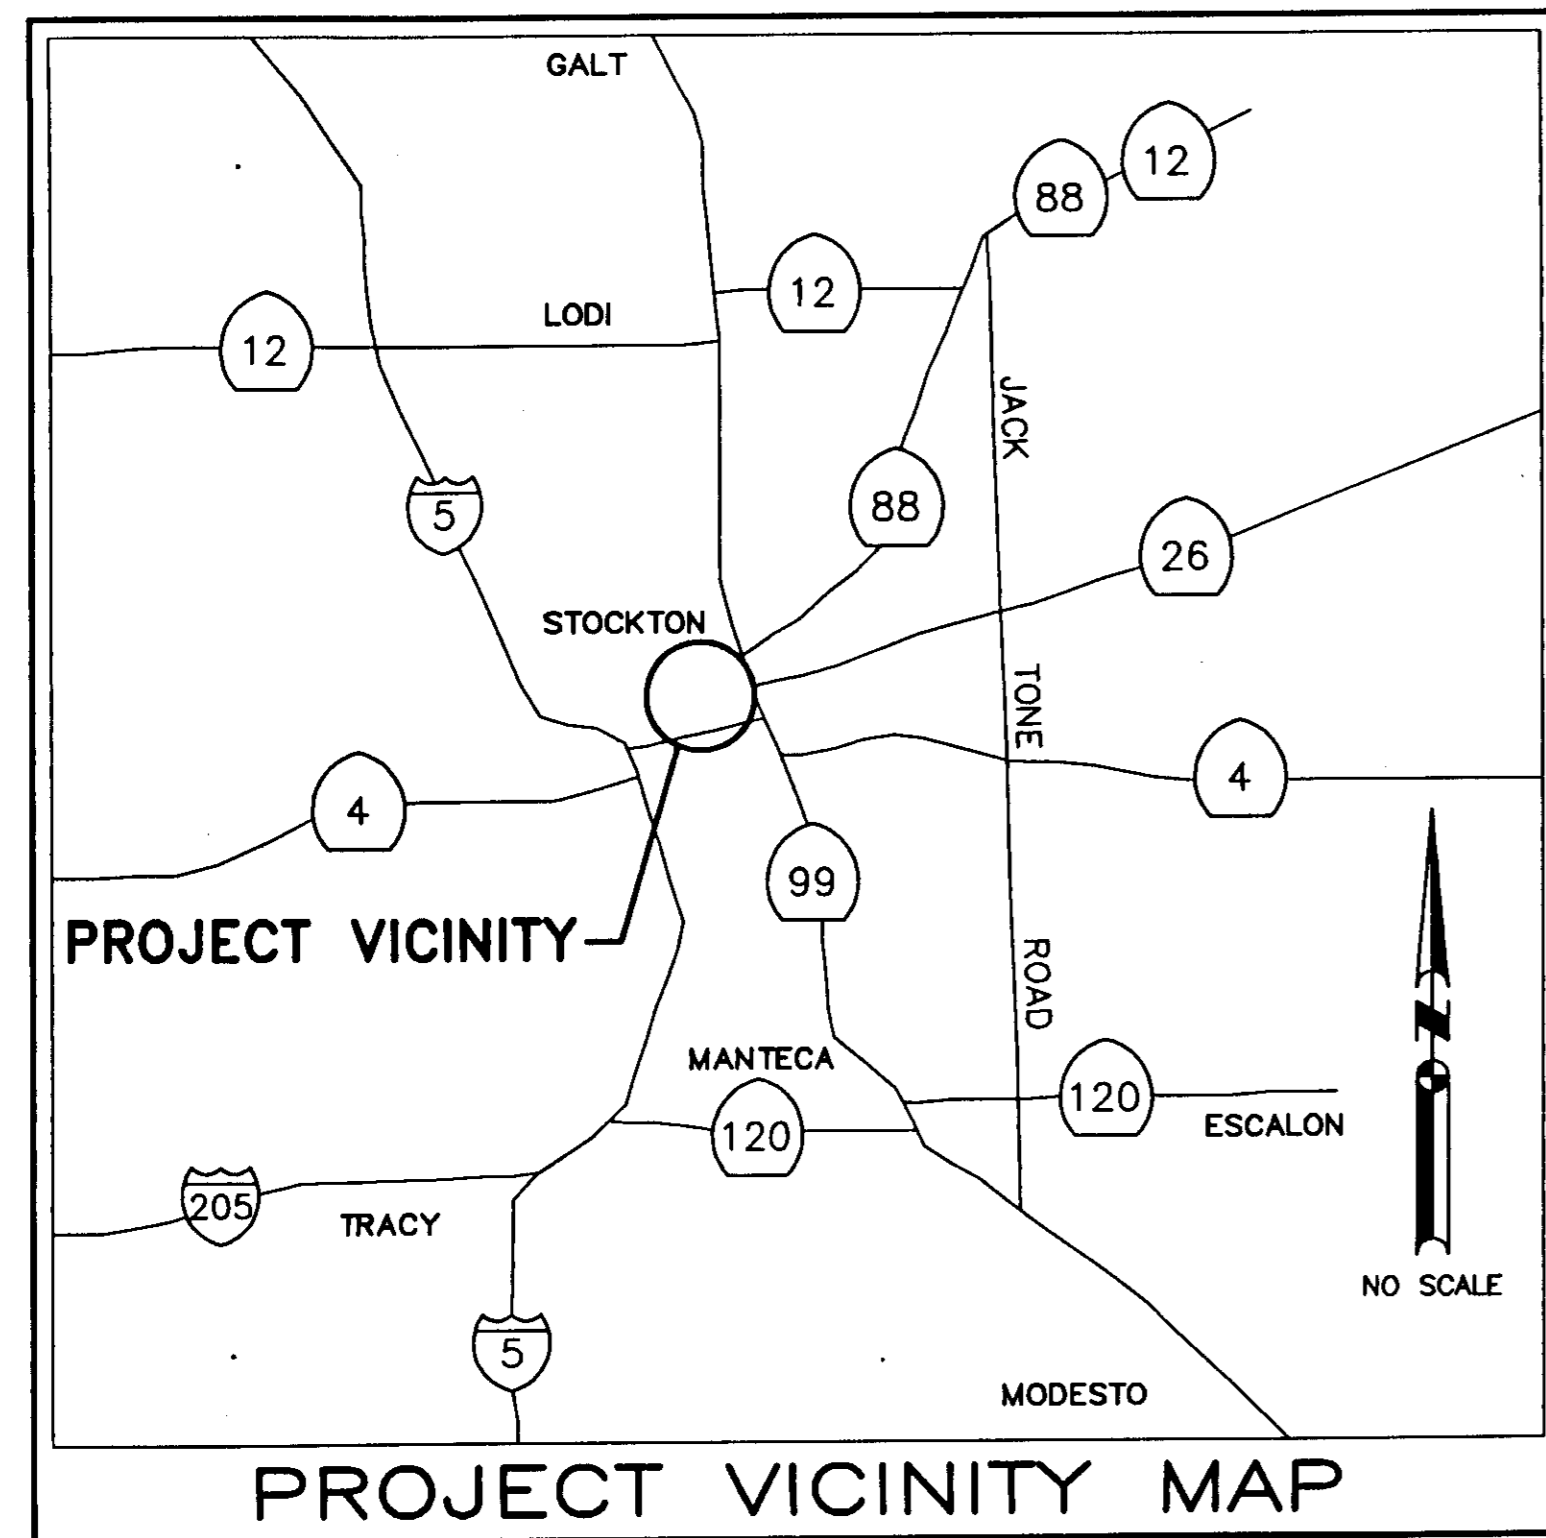 GALT
12
88
12
LODI
12
JACK
5
88
26
STOCKTON
TONE
4
4
99
PROJECT VICINITY
ROAD
MANTECA
120
120
ESCALON
205
TRACY
N
NO SCALE
5
MODESTO
PROJECT VICINITY MAP